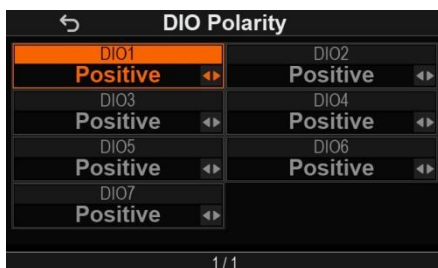 DIO Polarity
DIO1 DIO2
Positive Positive
DIO3 DIO4
Positive Positive
DIO5 DIO6
Positive Positive
DIO7
Positive
1/1